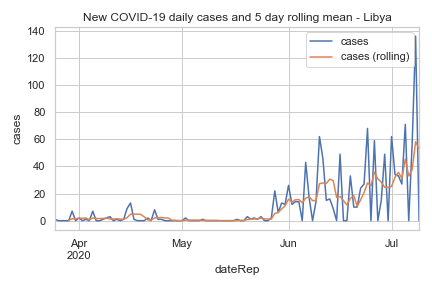 New COVID-19 daily cases and 5 day rolling mean - Libya
cases
cases (rolling)
140
120
100
80
60
40
20
0
cases
Apr
2020
May
Jun
Jul
dateRep